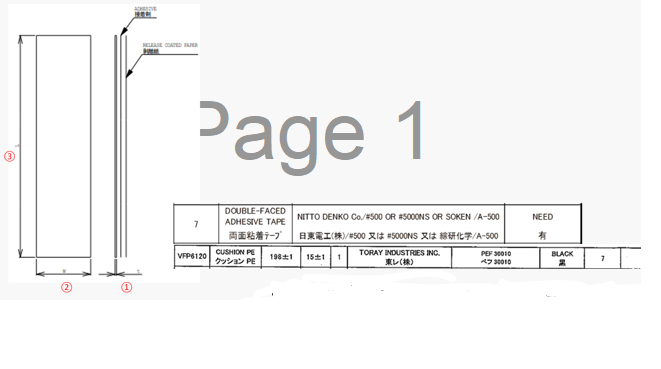 ADHESIVE
接着剤
RELEASE COATED PAPER
剥離紙
③
L
②
W
①
T
Page 1
7
DOUBLE-FACED
ADHESIVE TAPE
両面粘着テープ
NITTO DENKO Co./#500 OR #5000NS OR SOKEN /A-500
日東電工(株)/#500 又は #5000NS 又は 綜研化学/A-500
NEED
有
VFP6120
CUSHION PE
クッション PE
198±1
15±1
1
TORAY INDUSTRIES INC.
東レ(株)
PEF 30010
ペフ 30010
BLACK
黒
7